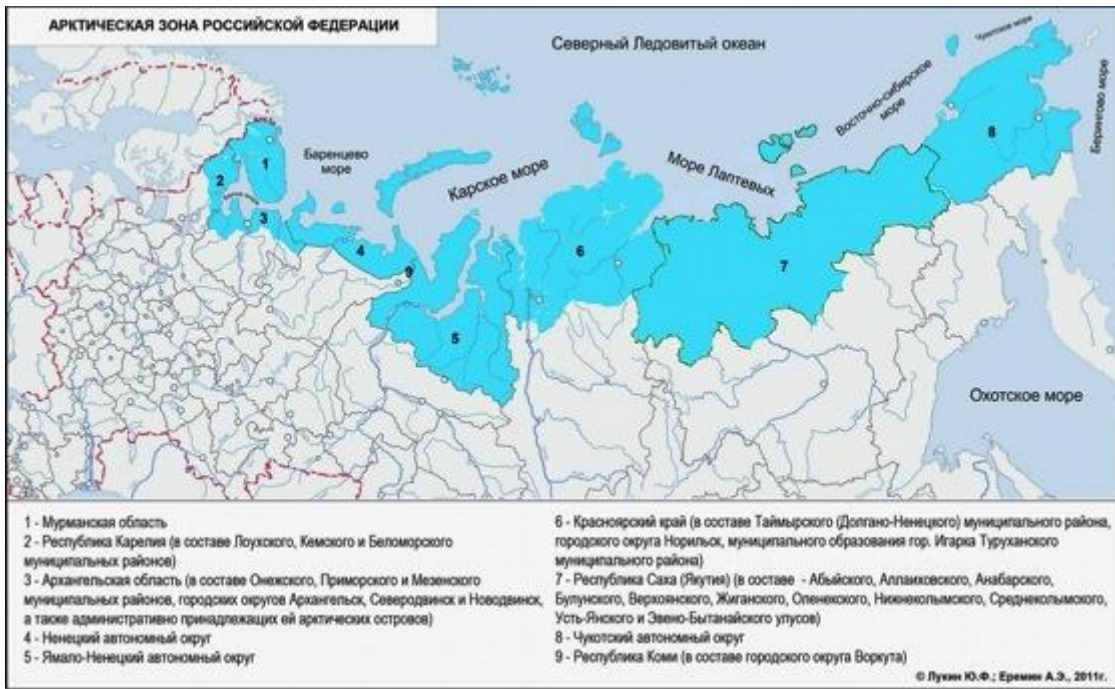 АРКТИЧЕСКАЯ ЗОНА РОССИЙСКОЙ ФЕДЕРАЦИИ
Северный Ледовитый океан
Чукотское море
Берингово море
Восточно-сибирское
море
Баренцево
море
Карское море
Море Лаптевых
1
2
3
4
9
5
6
7
8
Охотское море
1 - Мурманская область
2 - Республика Карелия (в составе Лоухского, Кемского и Беломорского
муниципальных районов)
3 - Архангельская область (в составе Онежского, Приморского и Мезенского
муниципальных районов, городских округов Архангельск, Северодвинск и Новодвинск,
а также административно принадлежащих ей арктических островов)
4 - Ненецкий автономный округ
5 - Ямало-Ненецкий автономный округ
6 - Красноярский край (в составе Таймырского (Долгано-Ненецкого) муниципального района,
городского округа Норильск, муниципального образования гор. Игарка Туруханского
муниципального района)
7 - Республика Саха (Якутия) (в составе - Абыйского, Аллаиховского, Анабарского,
Булунского, Верхоянского, Жиганского, Оленекского, Нижнеколымского, Среднеколымского,
Усть-Янского и Эвено-Бытанайского улусов)
8 - Чукотский автономный округ
9 - Республика Коми (в составе городского округа Воркута)
© Лукин Ю.Ф.; Еремин А.Э., 2011г.